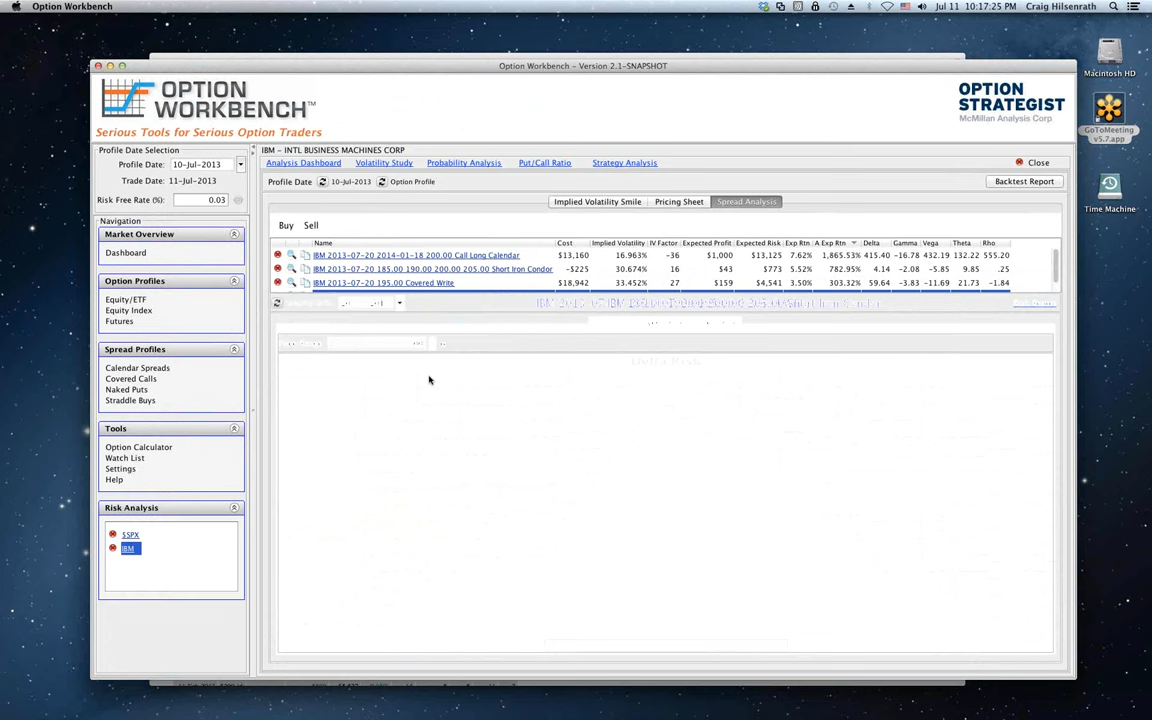 Option Workbench
Jul 11 10:17:25 PM
Craig Hilsenrath
Option Workbench - Version 2.1-SNAPSHOT
Macintosh HD
GoToMeeting
v5.7.app
Time Machine
OPTION
WORKBENCH™
Serious Tools for Serious Option Traders
OPTION
STRATEGIST
McMillan Analysis Corp
Profile Date Selection
Profile Date: 10-Jul-2013
Trade Date: 11-Jul-2013
Risk Free Rate (%): 0.03
Navigation
Market Overview
Dashboard
Option Profiles
Equity/ETF
Equity Index
Futures
Spread Profiles
Calendar Spreads
Covered Calls
Naked Puts
Straddle Buys
Tools
Option Calculator
Watch List
Settings
Help
Risk Analysis
$SPX
IBM
IBM - INTL BUSINESS MACHINES CORP
Analysis Dashboard Volatility Study Probability Analysis Put/Call Ratio Strategy Analysis Close
Profile Date 10-Jul-2013 Option Profile Backtest Report
Implied Volatility Smile Pricing Sheet Spread Analysis
Buy Sell
Name Cost Implied Volatility IV Factor Expected Profit Expected Risk Exp Rtn A Exp Rtn Delta Gamma Vega Theta Rho
IBM 2013-07-20 2014-01-18 200.00 Call Long Calendar $13,160 16.963% -36 $1,000 $13,125 7.62% 1,865.53% 415.40 -16.78 432.19 132.22 555.20
IBM 2013-07-20 185.00 190.00 200.00 205.00 Short Iron Condor -$225 30.674% 16 $43 $773 5.52% 782.95% 4.14 -2.08 -5.85 9.85 .25
IBM 2013-07-20 195.00 Covered Write $18,942 33.452% 27 $159 $4,541 3.50% 303.32% 59.64 -3.83 -11.69 21.73 -1.84
Delta Risk